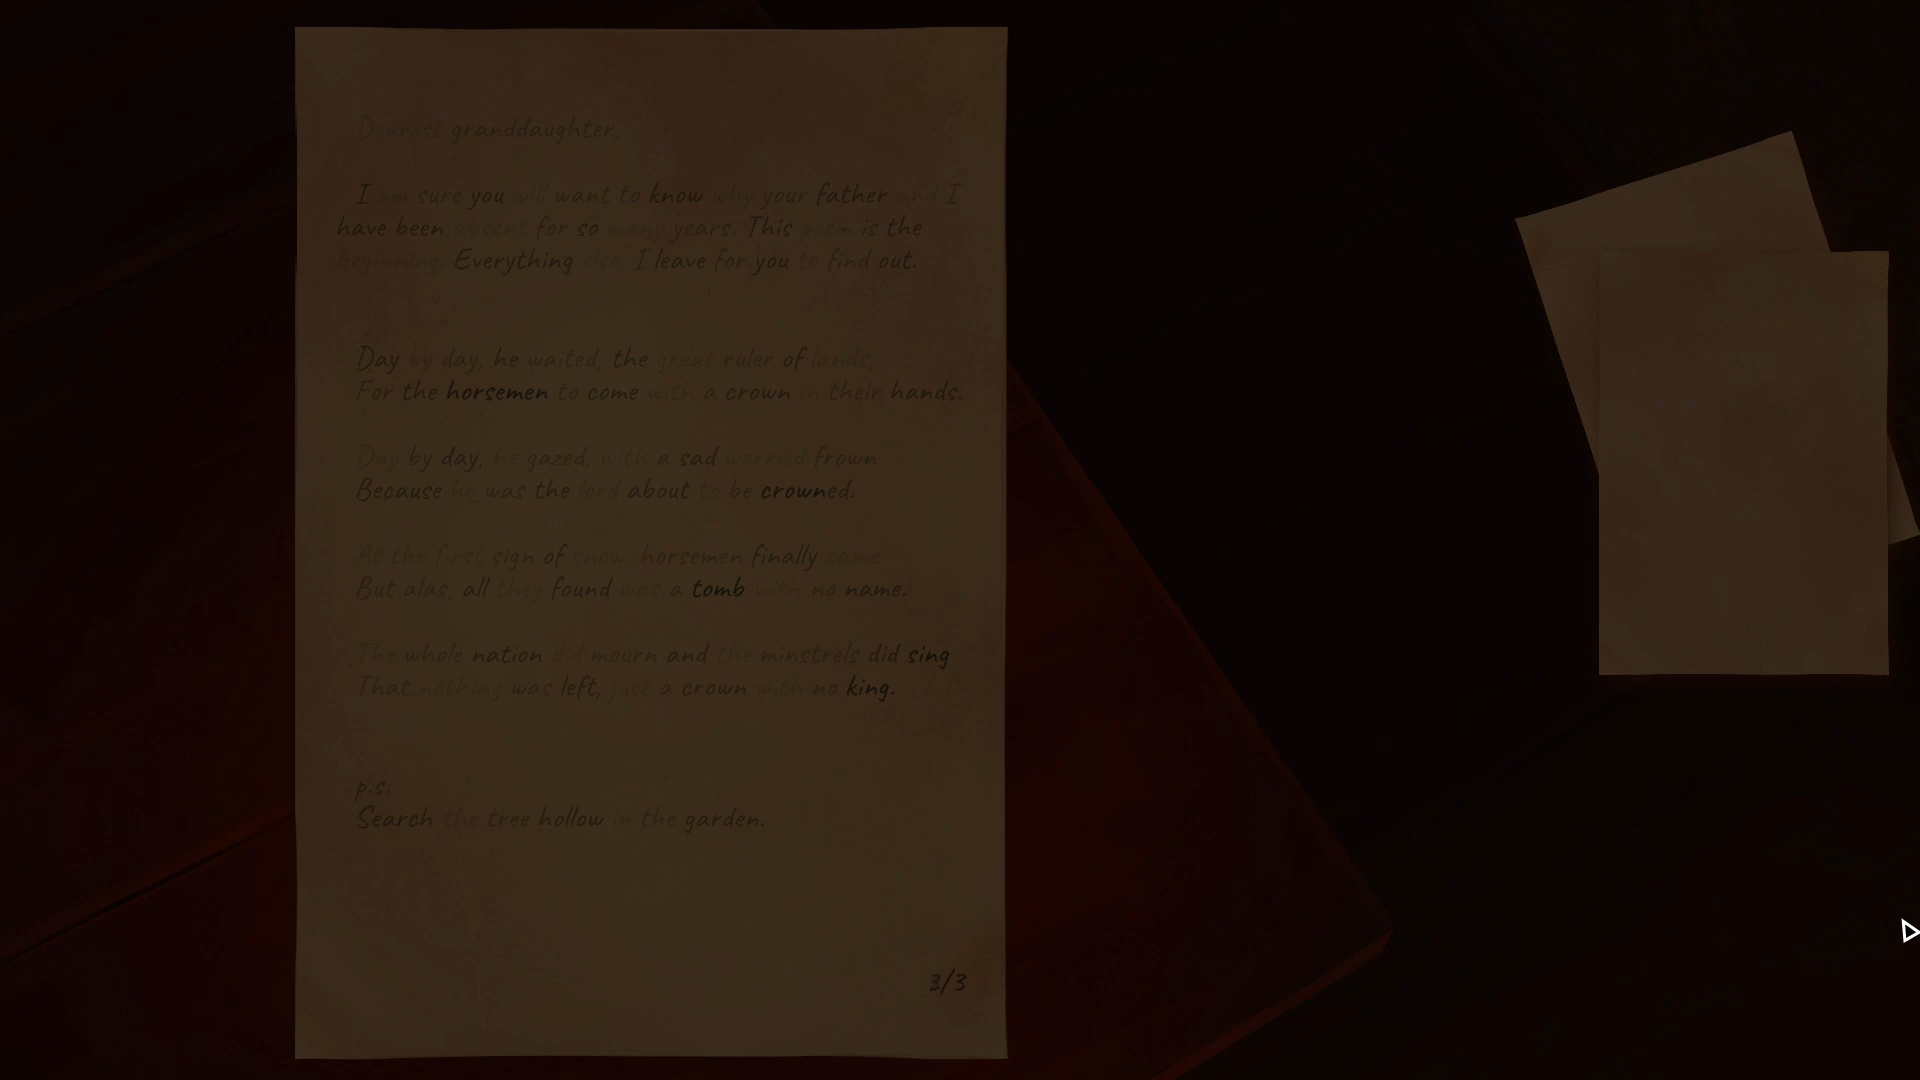 Dearest granddaughter,
I am sure you will want to know why your father and I
have been absent for so many years. This poem is the
beginning. Everything else, I leave for you to find out.
Day by day, he waited, the great ruler of lands,
For the horsemen to come with a crown in their hands.
Day by day, he gazed, with a sad worried frown
Because he was the lord about to be crowned.
At the first sign of snow, horsemen finally came
But alas, all they found was a tomb with no name.
The whole nation did mourn and the minstrels did sing
That nothing was left, just a crown with no king.
p.s.
Search the tree hollow in the garden.
3/3